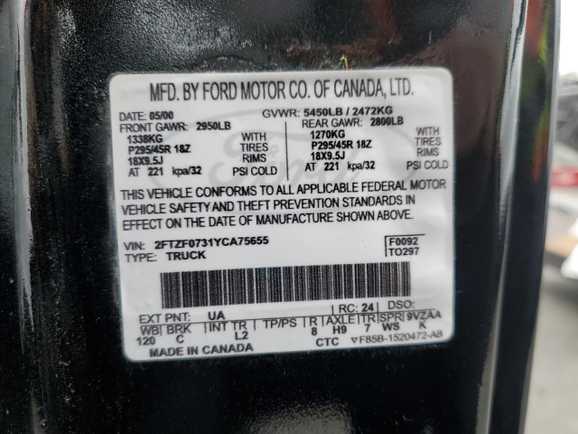 MFD. BY FORD MOTOR CO. OF CANADA, LTD.
DATE: 05/00 GVWR: 5450LB / 2472KG
FRONT GAWR: 2950LB REAR GAWR: 2800LB
1338KG WITH 1270KG WITH
P295/45R 18Z TIRES P295/45R 18Z TIRES
18X9.5J RIMS 18X9.5J RIMS
AT 221 kPa/32 PSI COLD AT 221 kPa/32 PSI COLD
THIS VEHICLE CONFORMS TO ALL APPLICABLE FEDERAL MOTOR
VEHICLE SAFETY AND THEFT PREVENTION STANDARDS IN
EFFECT ON THE DATE OF MANUFACTURE SHOWN ABOVE.
VIN: 2FTZF0731YCA75655 F0092
TYPE: TRUCK TO297
EXT PNT: UA RC: 24 DSO:
WB BRK INT TR TP/PS R AXLE TR SPR 9VZAA
120 C L2 8 H9 7 WS K
MADE IN CANADA CTC F85B-1520472-AB